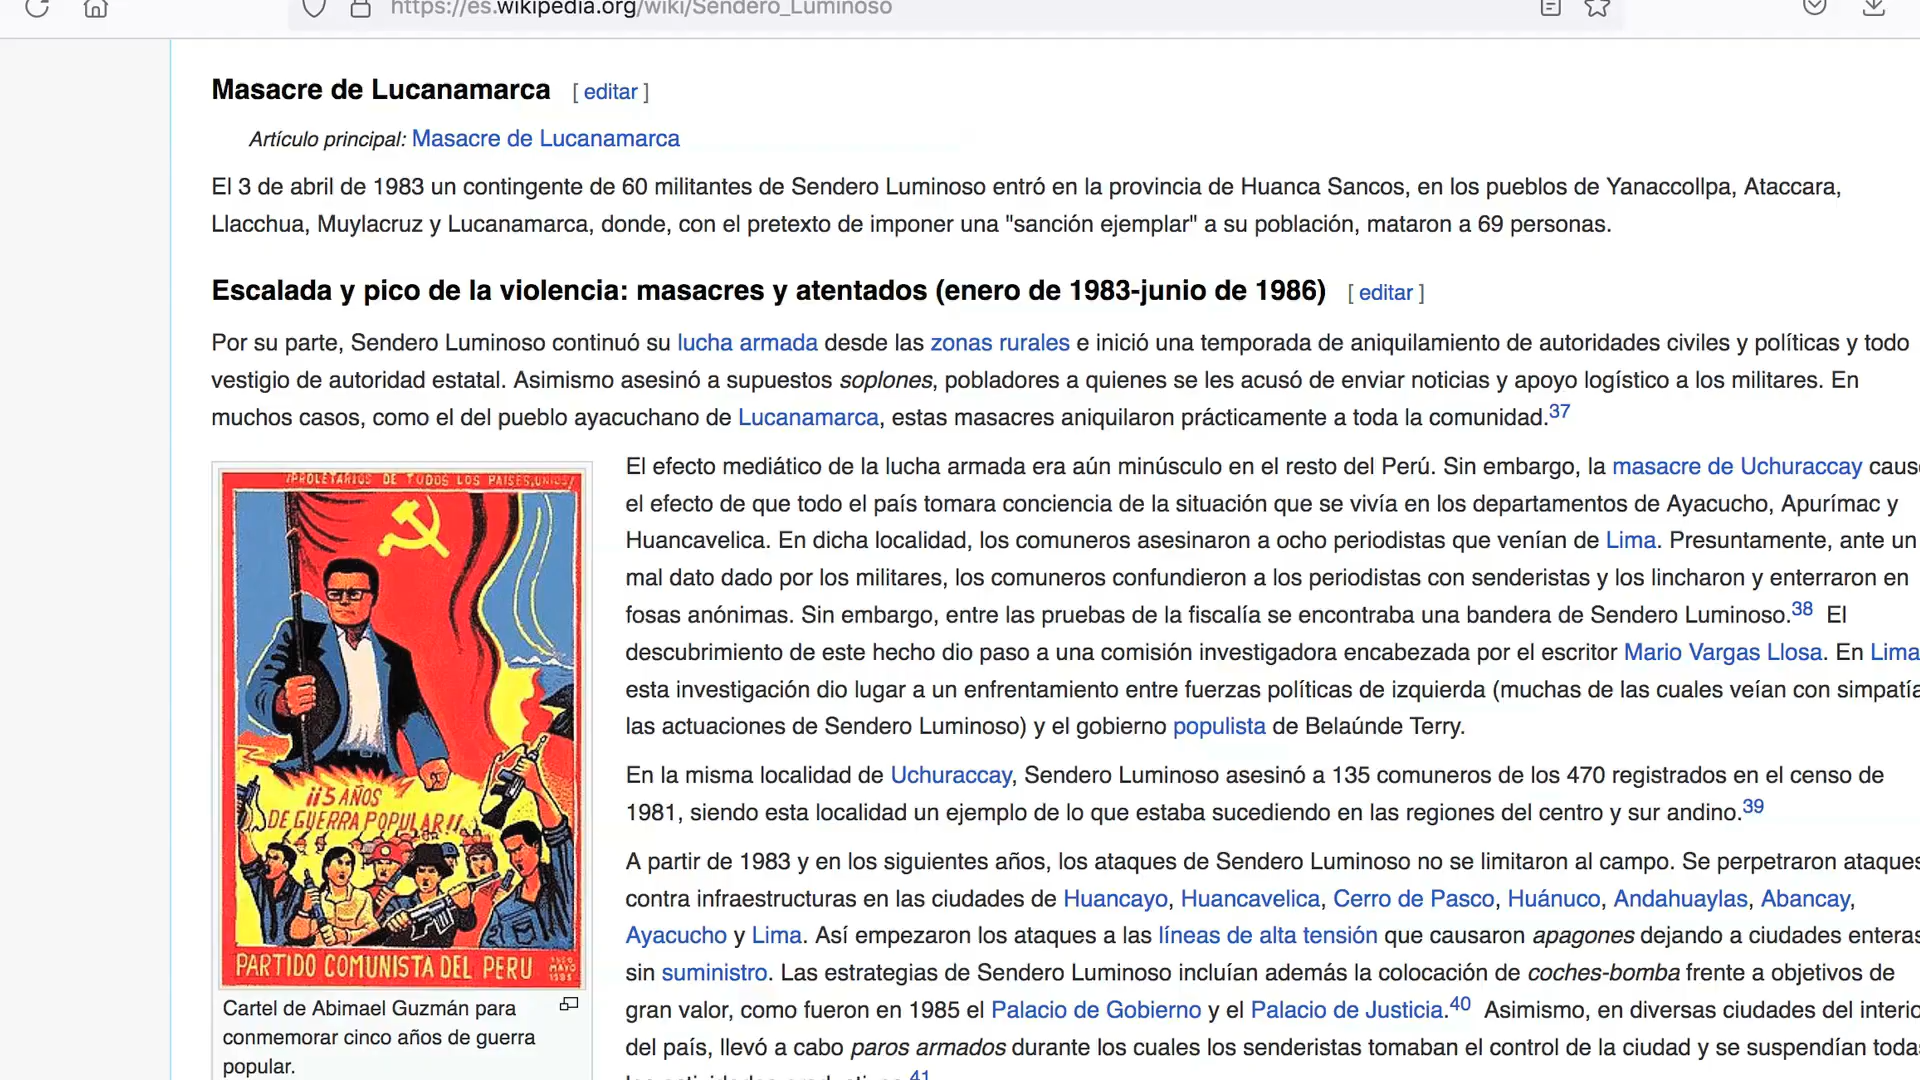 https://es.wikipedia.org/wiki/Sendero_Luminoso
Masacre de Lucanamarca [ editar ]
Artículo principal: Masacre de Lucanamarca
El 3 de abril de 1983 un contingente de 60 militantes de Sendero Luminoso entró en la provincia de Huanca Sancos, en los pueblos de Yanaccollpa, Ataccara,
Llacchua, Muylacruz y Lucanamarca, donde, con el pretexto de imponer una "sanción ejemplar" a su población, mataron a 69 personas.
Escalada y pico de la violencia: masacres y atentados (enero de 1983-junio de 1986) [ editar ]
Por su parte, Sendero Luminoso continuó su lucha armada desde las zonas rurales e inició una temporada de aniquilamiento de autoridades civiles y políticas y todo
vestigio de autoridad estatal. Asimismo asesinó a supuestos soplones, pobladores a quienes se les acusó de enviar noticias y apoyo logístico a los militares. En
muchos casos, como el del pueblo ayacuchano de Lucanamarca, estas masacres aniquilaron prácticamente a toda la comunidad.37
¡PROLETARIOS DE TODOS LOS PAISES, UNIOS!
¡¡5 AÑOS
DE GUERRA POPULAR!!
PARTIDO COMUNISTA DEL PERU
MAYO
Cartel de Abimael Guzmán para
conmemorar cinco años de guerra
popular.
El efecto mediático de la lucha armada era aún minúsculo en el resto del Perú. Sin embargo, la masacre de Uchuraccay caus
el efecto de que todo el país tomara conciencia de la situación que se vivía en los departamentos de Ayacucho, Apurímac y
Huancavelica. En dicha localidad, los comuneros asesinaron a ocho periodistas que venían de Lima. Presuntamente, ante un
mal dato dado por los militares, los comuneros confundieron a los periodistas con senderistas y los lincharon y enterraron en
fosas anónimas. Sin embargo, entre las pruebas de la fiscalía se encontraba una bandera de Sendero Luminoso.38 El
descubrimiento de este hecho dio paso a una comisión investigadora encabezada por el escritor Mario Vargas Llosa. En Lima
esta investigación dio lugar a un enfrentamiento entre fuerzas políticas de izquierda (muchas de las cuales veían con simpatía
las actuaciones de Sendero Luminoso) y el gobierno populista de Belaúnde Terry.
En la misma localidad de Uchuraccay, Sendero Luminoso asesinó a 135 comuneros de los 470 registrados en el censo de
1981, siendo esta localidad un ejemplo de lo que estaba sucediendo en las regiones del centro y sur andino.39
A partir de 1983 y en los siguientes años, los ataques de Sendero Luminoso no se limitaron al campo. Se perpetraron ataques
contra infraestructuras en las ciudades de Huancayo, Huancavelica, Cerro de Pasco, Huánuco, Andahuaylas, Abancay,
Ayacucho y Lima. Así empezaron los ataques a las líneas de alta tensión que causaron apagones dejando a ciudades enteras
sin suministro. Las estrategias de Sendero Luminoso incluían además la colocación de coches-bomba frente a objetivos de
gran valor, como fueron en 1985 el Palacio de Gobierno y el Palacio de Justicia.40 Asimismo, en diversas ciudades del interio
del país, llevó a cabo paros armados durante los cuales los senderistas tomaban el control de la ciudad y se suspendían todas
41